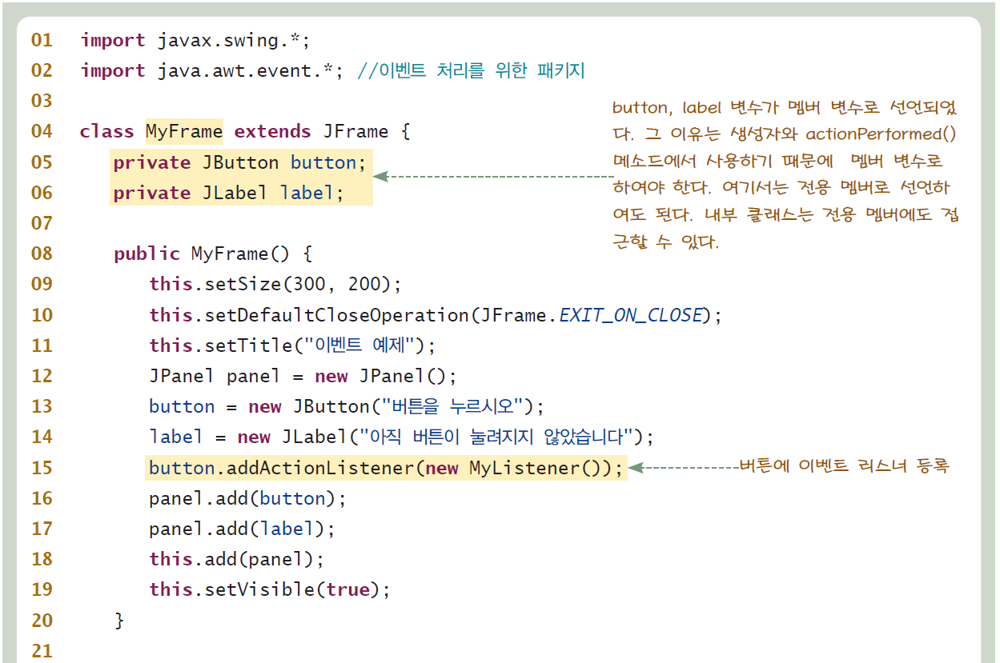 01 import javax.swing.*;
02 import java.awt.event.*; //이벤트 처리를 위한 패키지
03
04 class MyFrame extends JFrame {
05 private JButton button;
06 private JLabel label;
button, label 변수가 멤버 변수로 선언되었
다. 그 이유는 생성자와 actionPerformed()
메소드에서 사용하기 때문에 멤버 변수로
하여야 한다. 여기서는 전용 멤버로 선언하
여도 된다. 내부 클래스는 전용 멤버에도 접
근할 수 있다.
07
08 public MyFrame() {
09 this.setSize(300, 200);
10 this.setDefaultCloseOperation(JFrame.EXIT_ON_CLOSE);
11 this.setTitle("이벤트 예제");
12 JPanel panel = new JPanel();
13 button = new JButton("버튼을 누르시오");
14 label = new JLabel("아직 버튼이 눌려지지 않았습니다");
15 button.addActionListener(new MyListener());
버튼에 이벤트 리스너 등록
16 panel.add(button);
17 panel.add(label);
18 this.add(panel);
19 this.setVisible(true);
20 }
21